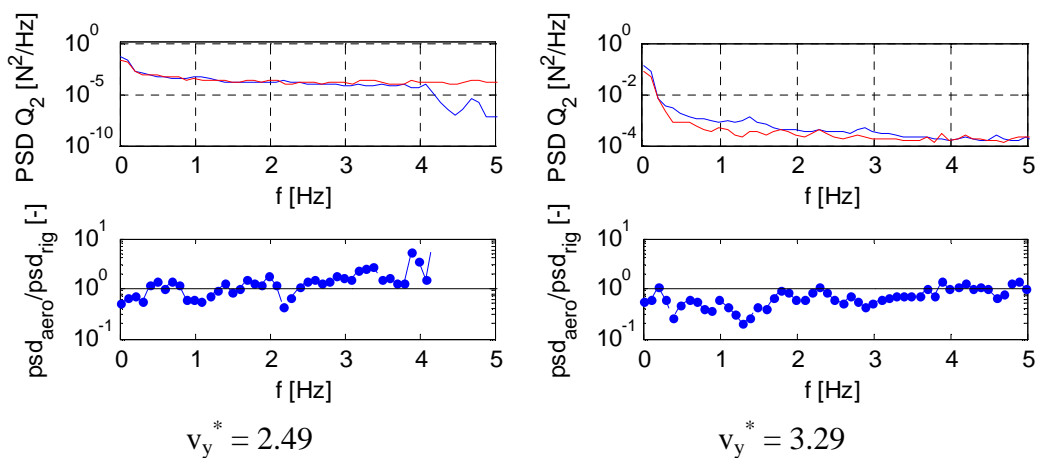 PSD Q2 [N^2/Hz]
10^0
10^-5
10^-10
0 1 2 3 4 5
f [Hz]
PSD Q2 [N^2/Hz]
10^0
10^-2
10^-4
0 1 2 3 4 5
f [Hz]
psd_aero/psd_rig [-]
10^1
10^0
10^-1
0 1 2 3 4 5
f [Hz]
psd_aero/psd_rig [-]
10^1
10^0
10^-1
0 1 2 3 4 5
f [Hz]
v_y^* = 2.49
v_y^* = 3.29